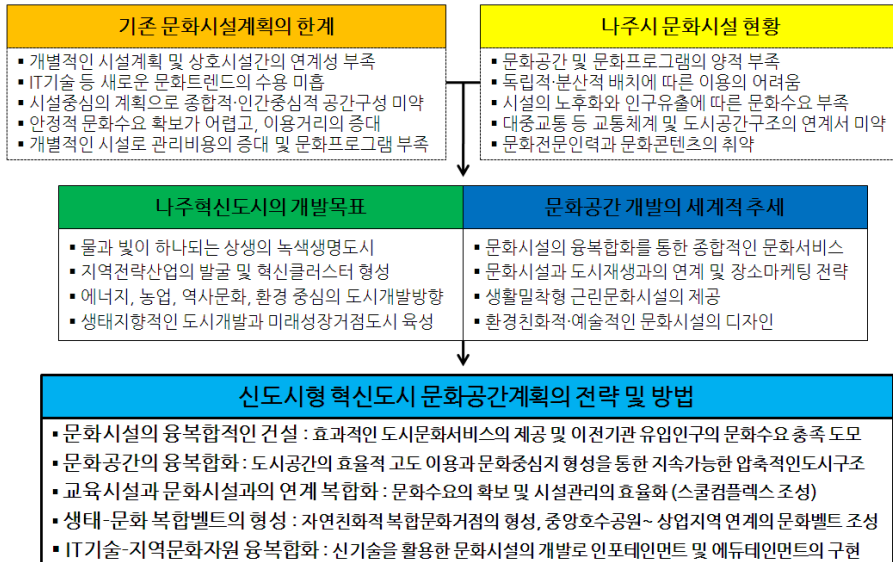 기존 문화시설계획의 한계
▪ 개별적인 시설계획 및 상호시설간의 연계성 부족
▪ IT기술 등 새로운 문화트렌드의 수용 미흡
▪ 시설중심의 계획으로 종합적·인간중심적 공간구성 미약
▪ 안정적 문화수요 확보가 어렵고, 이용거리의 증대
▪ 개별적인 시설로 관리비용의 증대 및 문화프로그램 부족
나주시 문화시설 현황
▪ 문화공간 및 문화프로그램의 양적 부족
▪ 독립적·분산적 배치에 따른 이용의 어려움
▪ 시설의 노후화와 인구유출에 따른 문화수요 부족
▪ 대중교통 등 교통체계 및 도시공간구조의 연계서 미약
▪ 문화전문인력과 문화콘텐츠의 취약
나주혁신도시의 개발목표
▪ 물과 빛이 하나되는 상생의 녹색생명도시
▪ 지역전략산업의 발굴 및 혁신클러스터 형성
▪ 에너지, 농업, 역사문화, 환경 중심의 도시개발방향
▪ 생태지향적인 도시개발과 미래성장거점도시 육성
문화공간 개발의 세계적 추세
▪ 문화시설의 융복합화를 통한 종합적인 문화서비스
▪ 문화시설과 도시재생과의 연계 및 장소마케팅 전략
▪ 생활밀착형 근린문화시설의 제공
▪ 환경친화적·예술적인 문화시설의 디자인
신도시형 혁신도시 문화공간계획의 전략 및 방법
▪ 문화시설의 융복합적인 건설 : 효과적인 도시문화서비스의 제공 및 이전기관 유입인구의 문화수요 충족 도모
▪ 문화공간의 융복합화 : 도시공간의 효율적 고도 이용과 문화중심지 형성을 통한 지속가능한 압축적인도시구조
▪ 교육시설과 문화시설과의 연계 복합화 : 문화수요의 확보 및 시설관리의 효율화 (스쿨컴플렉스 조성)
▪ 생태-문화 복합벨트의 형성 : 자연친화적 복합문화거점의 형성, 중앙호수공원~ 상업지역 연계의 문화벨트 조성
▪ IT기술-지역문화자원 융복합화 : 신기술을 활용한 문화시설의 개발로 인포테인먼트 및 에듀테인먼트의 구현